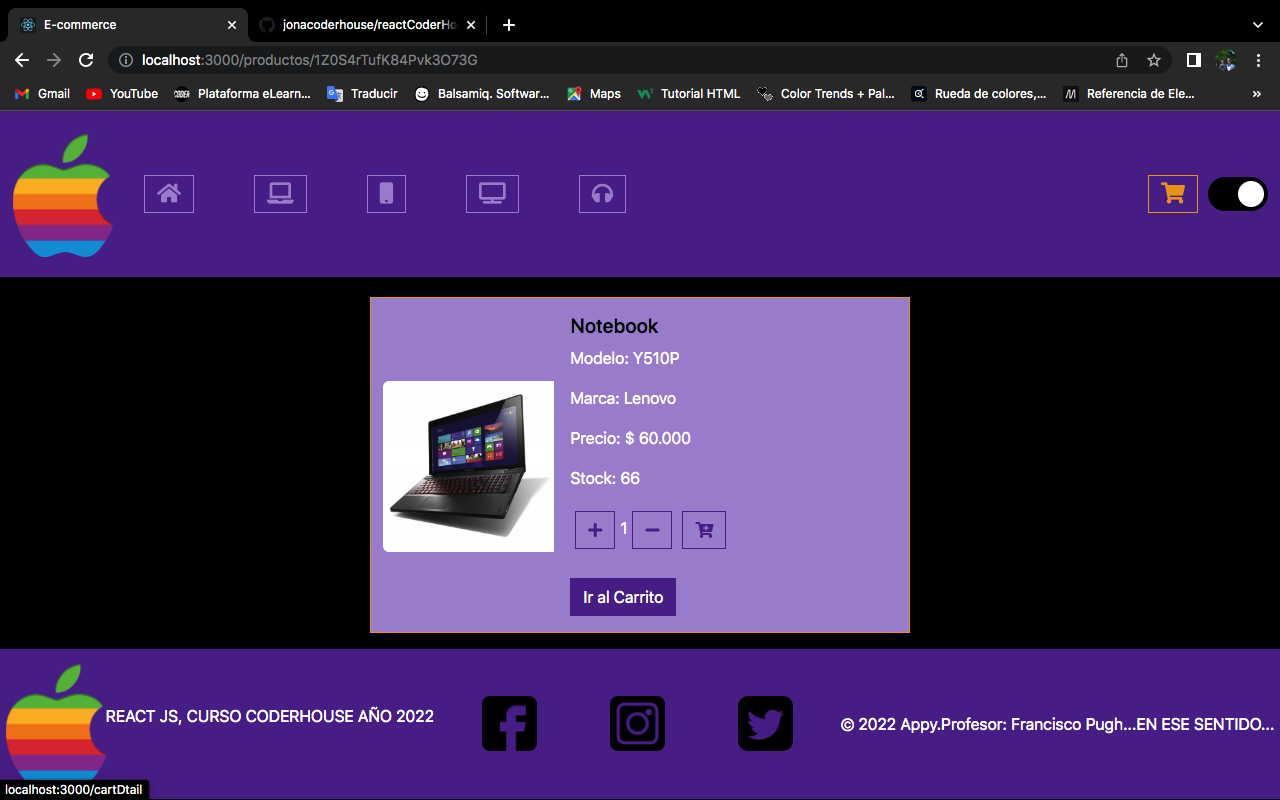 E-commerce
jonacoderhouse/reactCoderHo
localhost:3000/productos/1Z0S4rTufK84Pvk3O73G
Gmail
YouTube
CODER
Plataforma eLearn...
Traducir
Balsamiq. Softwar...
Maps
Tutorial HTML
Color Trends + Pal...
Rueda de colores,...
Referencia de Ele...
»
Notebook
Modelo: Y510P
Marca: Lenovo
Precio: $ 60.000
Stock: 66
+ 1 −
Ir al Carrito
REACT JS, CURSO CODERHOUSE AÑO 2022
© 2022 Appy.Profesor: Francisco Pugh...EN ESE SENTIDO...
localhost:3000/cartDtail